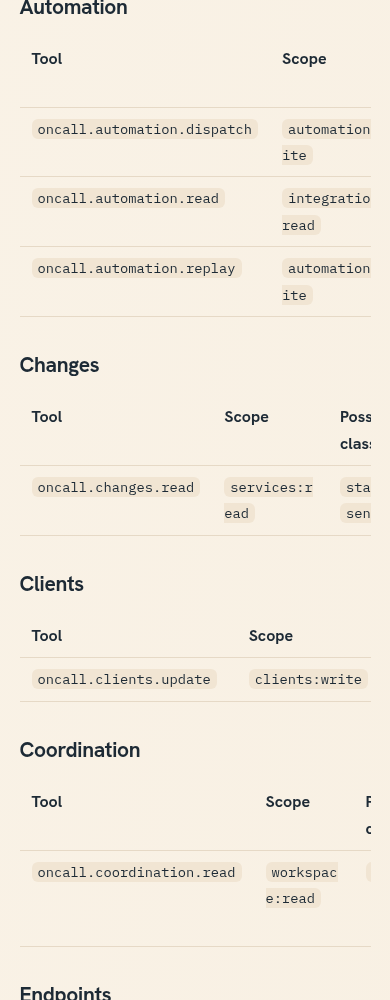 Automation
Tool Scope
oncall.automation.dispatch automation
ite
oncall.automation.read integratio
read
oncall.automation.replay automation
ite
Changes
Tool Scope Poss
clas
oncall.changes.read services:r sta
ead sen
Clients
Tool Scope
oncall.clients.update clients:write
Coordination
Tool Scope
oncall.coordination.read workspac
e:read
Endpoints